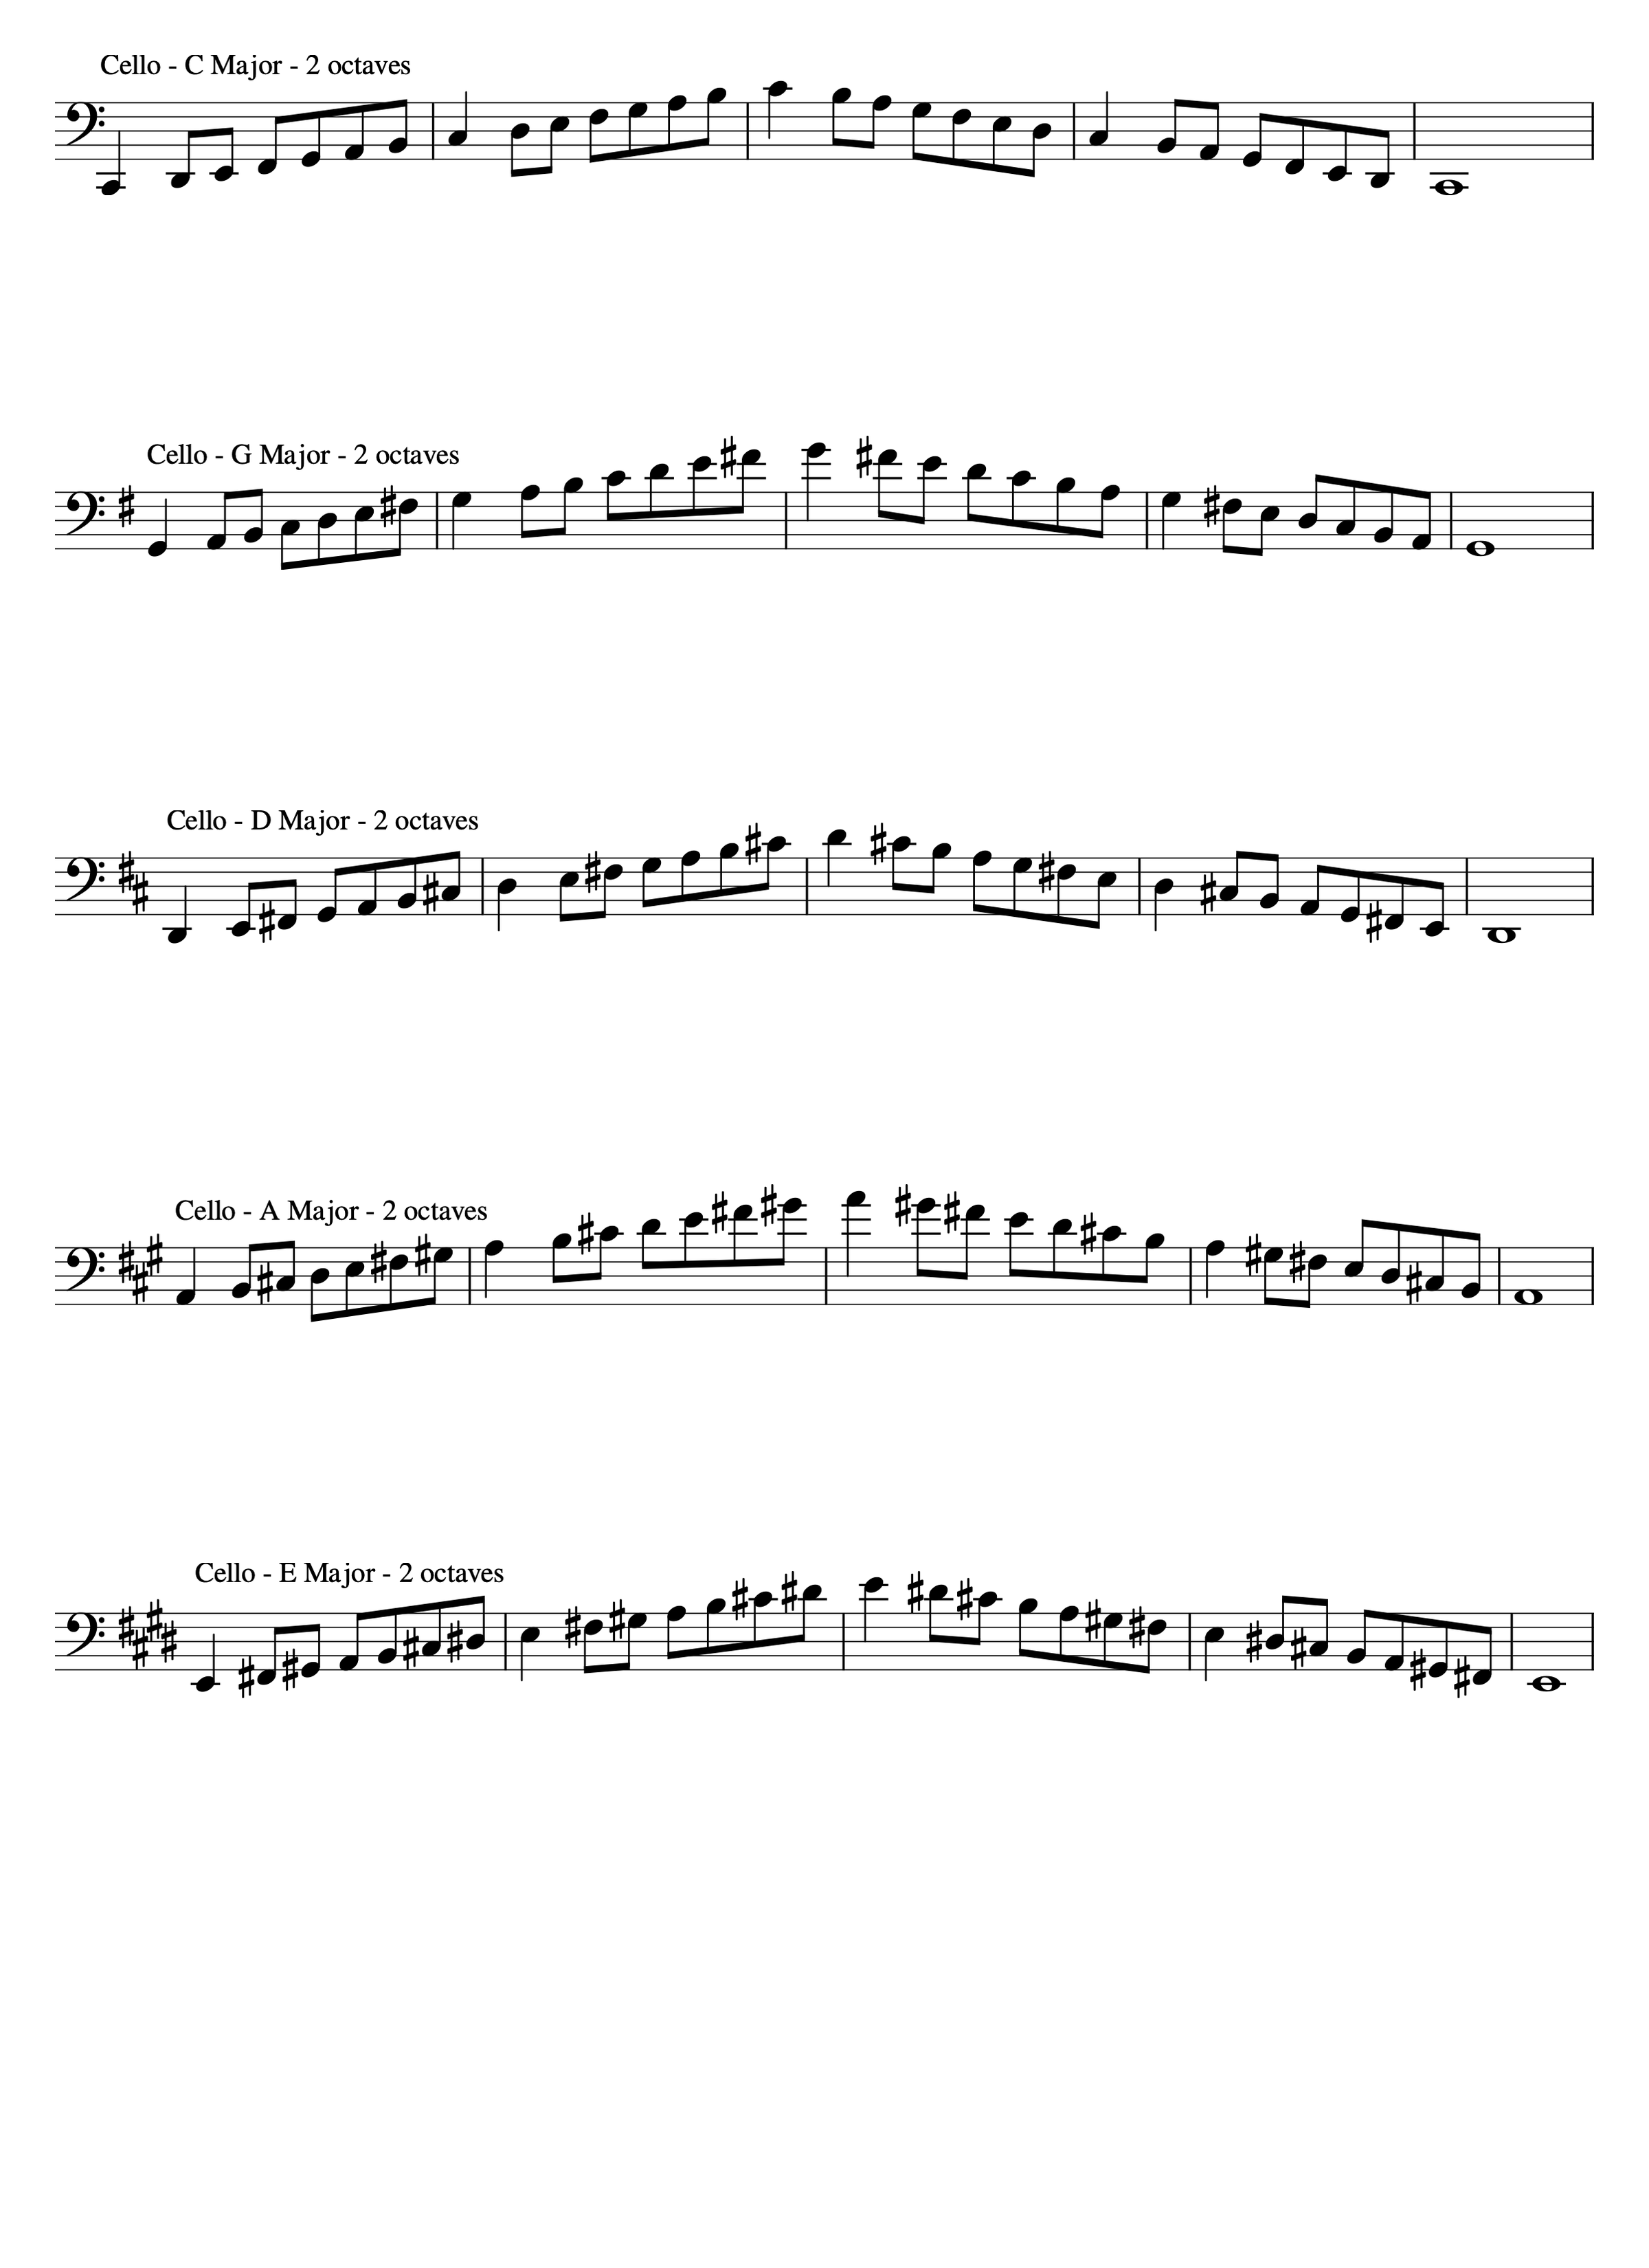 Cello - C Major - 2 octaves
Cello - G Major - 2 octaves
Cello - D Major - 2 octaves
Cello - A Major - 2 octaves
Cello - E Major - 2 octaves